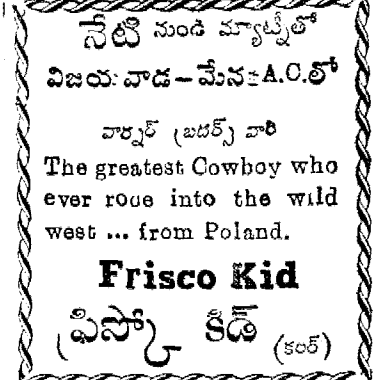 నేటి నుండి మ్యాట్నీతో
విజయవాడ - మేనక A.C.లో
వార్నర్ బ్రదర్స్ వారి
The greatest Cowboy who
ever rode into the wild
west ... from Poland.
Frisco Kid
ఫ్రిస్కో కిడ్
(కలర్)